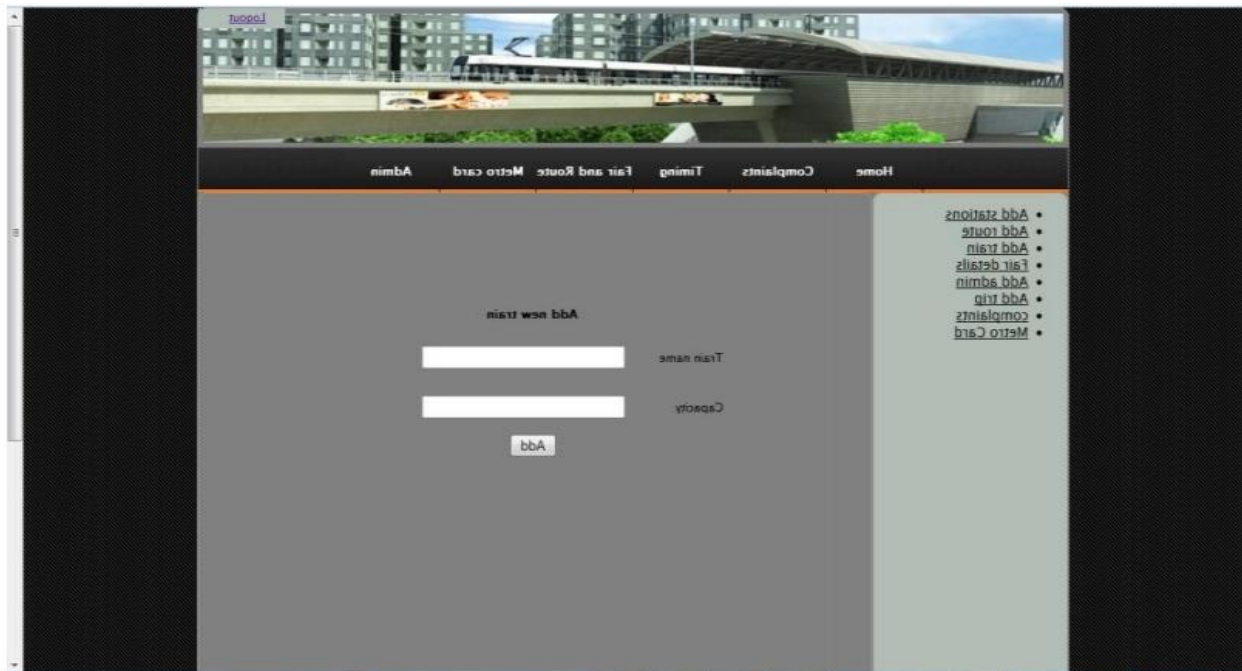 Logout
Home Complaints Timing Fair and Route Metro card Admin
Add stations
Add route
Add train
Fair details
Add admin
Add trip
complaints
Metro Card
Add new train
Train name
Capacity
Add